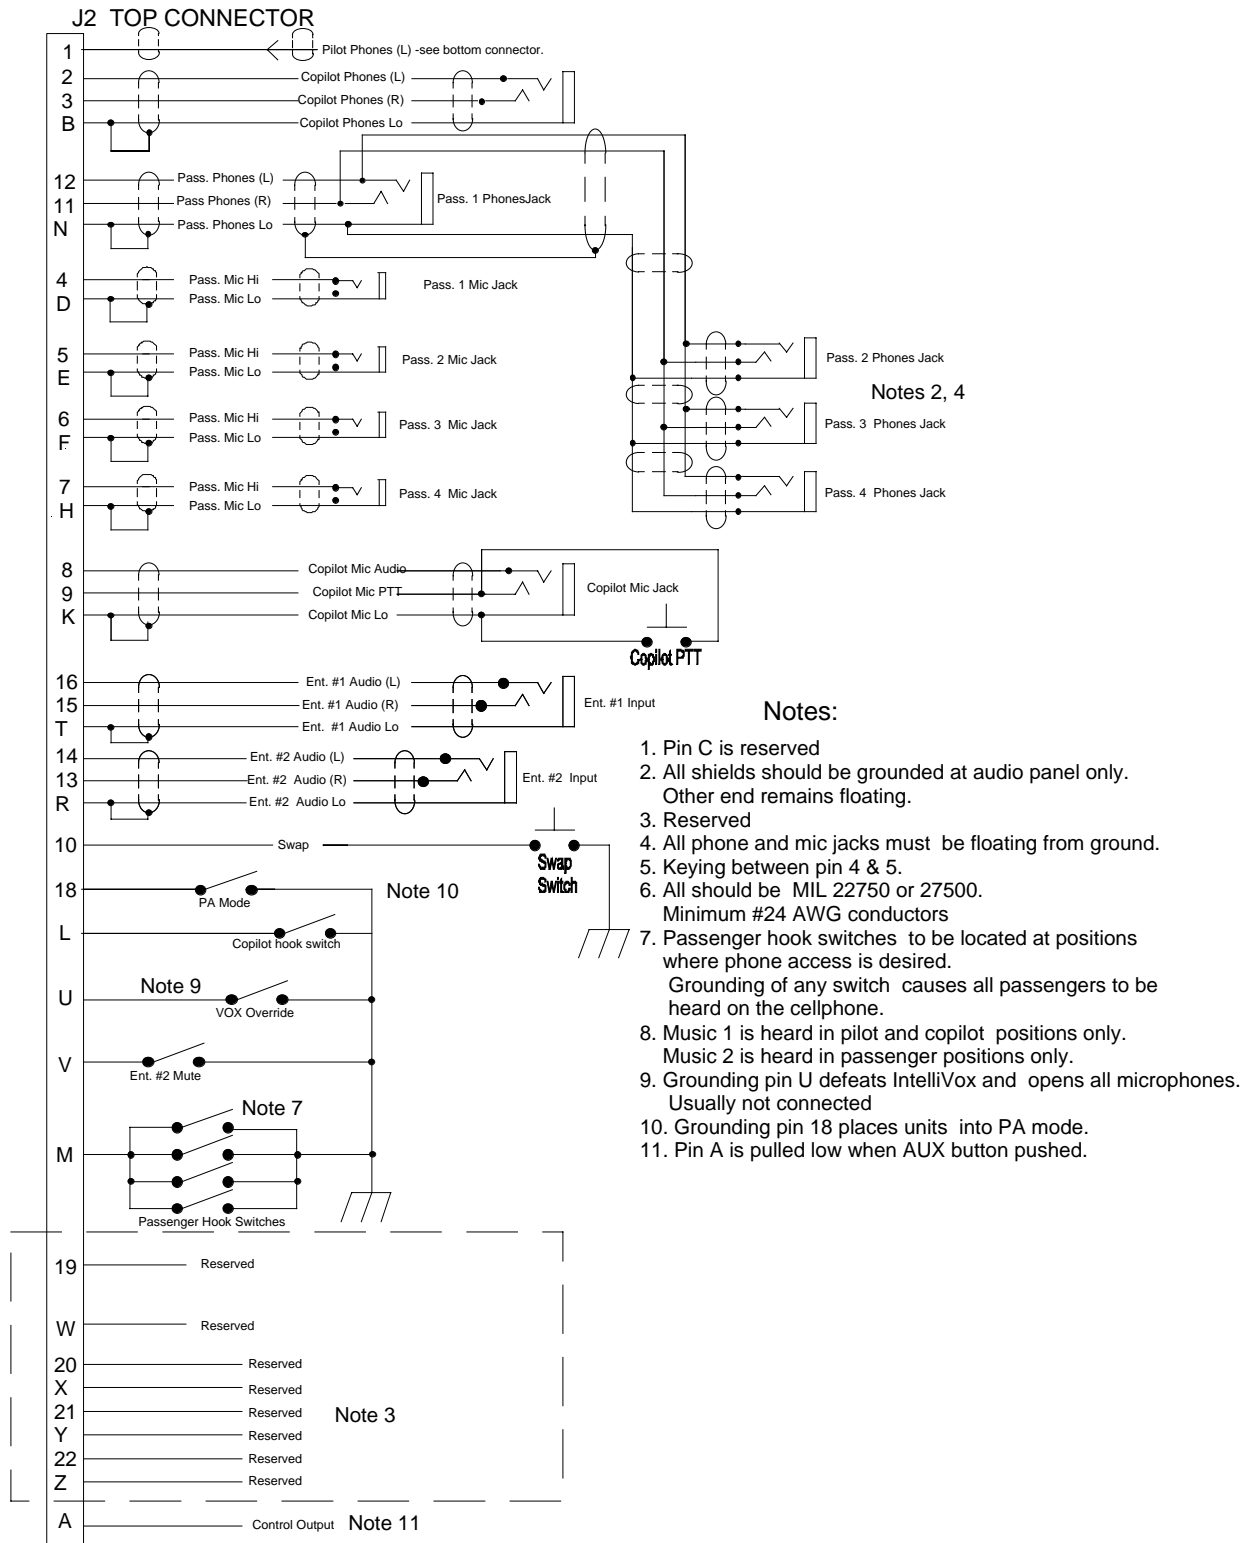 J2 TOP CONNECTOR
1 Pilot Phones (L) -see bottom connector.
2 Copilot Phones (L)
3 Copilot Phones (R)
B Copilot Phones Lo
12 Pass. Phones (L)
11 Pass Phones (R) Pass. 1 PhonesJack
N Pass. Phones Lo
4 Pass. Mic Hi Pass. 1 Mic Jack
D Pass. Mic Lo
5 Pass. Mic Hi Pass. 2 Mic Jack Pass. 2 Phones Jack
E Pass. Mic Lo
Notes 2, 4
6 Pass. Mic Hi Pass. 3 Mic Jack Pass. 3 Phones Jack
F Pass. Mic Lo
7 Pass. Mic Hi Pass. 4 Mic Jack Pass. 4 Phones Jack
H Pass. Mic Lo
8 Copilot Mic Audio
9 Copilot Mic PTT Copilot Mic Jack
K Copilot Mic Lo
Copilot PTT
16 Ent. #1 Audio (L)
15 Ent. #1 Audio (R) Ent. #1 Input
T Ent. #1 Audio Lo
14 Ent. #2 Audio (L)
13 Ent. #2 Audio (R) Ent. #2 Input
R Ent. #2 Audio Lo
10 Swap
Swap
Switch
18 PA Mode Note 10
L Copilot hook switch
U Note 9
VOX Override
V Ent. #2 Mute
Note 7
M
Passenger Hook Switches
19 Reserved
W Reserved
20 Reserved
X Reserved
21 Reserved Note 3
Y Reserved
22 Reserved
Z Reserved
A Control Output Note 11
Notes:
1. Pin C is reserved
2. All shields should be grounded at audio panel only.
Other end remains floating.
3. Reserved
4. All phone and mic jacks must be floating from ground.
5. Keying between pin 4 & 5.
6. All should be MIL 22750 or 27500.
Minimum #24 AWG conductors
7. Passenger hook switches to be located at positions
where phone access is desired.
Grounding of any switch causes all passengers to be
heard on the cellphone.
8. Music 1 is heard in pilot and copilot positions only.
Music 2 is heard in passenger positions only.
9. Grounding pin U defeats IntelliVox and opens all microphones.
Usually not connected
10. Grounding pin 18 places units into PA mode.
11. Pin A is pulled low when AUX button pushed.